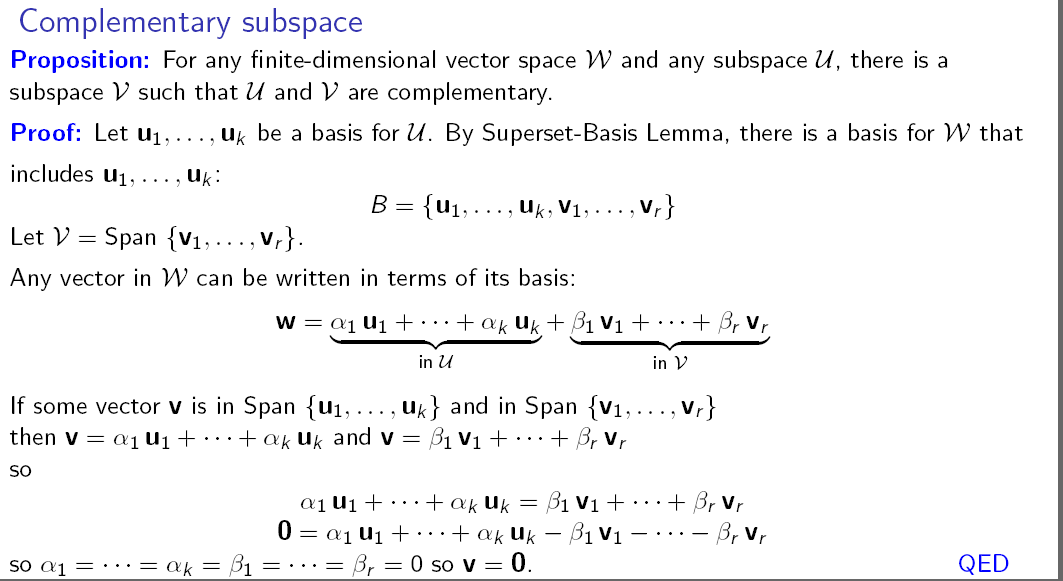 Complementary subspace
Proposition: For any finite-dimensional vector space 𝒲 and any subspace 𝒰, there is a
subspace 𝒱 such that 𝒰 and 𝒱 are complementary.
Proof: Let u₁, . . . , uₖ be a basis for 𝒰. By Superset-Basis Lemma, there is a basis for 𝒲 that
includes u₁, . . . , uₖ:
B = {u₁, . . . , uₖ, v₁, . . . , vᵣ}
Let 𝒱 = Span {v₁, . . . , vᵣ}.
Any vector in 𝒲 can be written in terms of its basis:
w = α₁ u₁ + · · · + αₖ uₖ + β₁ v₁ + · · · + βᵣ vᵣ
in 𝒰 in 𝒱
If some vector v is in Span {u₁, . . . , uₖ} and in Span {v₁, . . . , vᵣ}
then v = α₁ u₁ + · · · + αₖ uₖ and v = β₁ v₁ + · · · + βᵣ vᵣ
so
α₁ u₁ + · · · + αₖ uₖ = β₁ v₁ + · · · + βᵣ vᵣ
0 = α₁ u₁ + · · · + αₖ uₖ − β₁ v₁ − · · · − βᵣ vᵣ
so α₁ = · · · = αₖ = β₁ = · · · = βᵣ = 0 so v = 0. QED